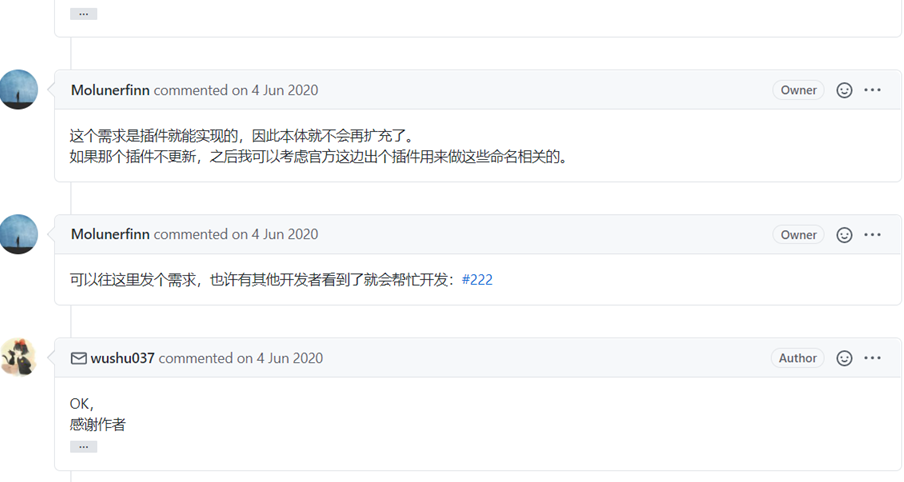 ...
Molunerfinn commented on 4 Jun 2020 Owner ...
这个需求是插件就能实现的，因此本体就不会再扩充了。
如果那个插件不更新，之后我可以考虑官方这边出个插件用来做这些命名相关的。
Molunerfinn commented on 4 Jun 2020 Owner ...
可以往这里发个需求，也许有其他开发者看到了就会帮忙开发：#222
wushu037 commented on 4 Jun 2020 Author ...
OK，
感谢作者
...